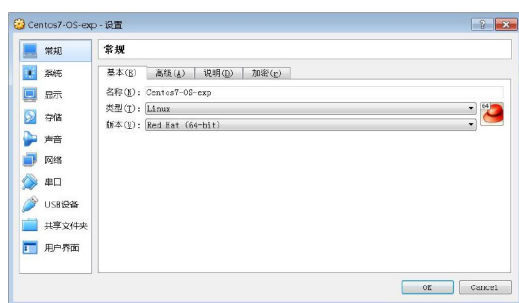 Centos7-OS-exp - 设置
常规
系统
显示
存储
声音
网络
串口
USB设备
共享文件夹
用户界面
常规
基本(B) 高级(A) 说明(D) 加密(E)
名称(N): Centos7-OS-exp
类型(T): Linux
版本(V): Red Hat (64-bit)
64
OK Cancel